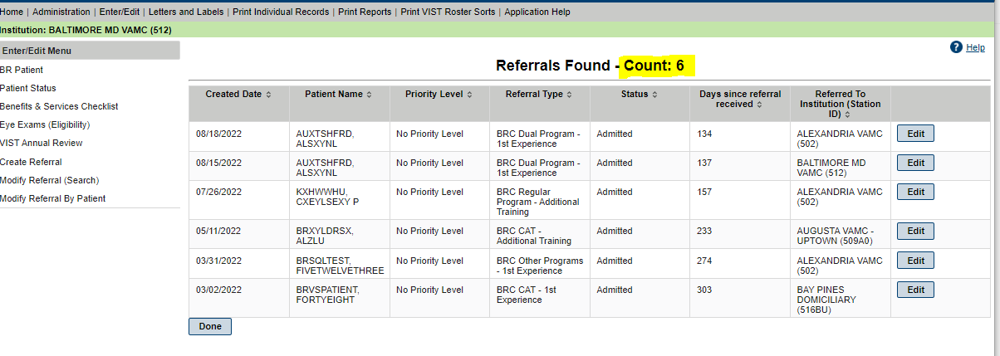 Home | Administration | Enter/Edit | Letters and Labels | Print Individual Records | Print Reports | Print VIST Roster Sorts | Application Help
Institution: BALTIMORE MD VAMC (512)
Enter/Edit Menu
BR Patient
Patient Status
Benefits & Services Checklist
Eye Exams (Eligibility)
VIST Annual Review
Create Referral
Modify Referral (Search)
Modify Referral By Patient
? Help
Referrals Found - Count: 6
Created Date Patient Name Priority Level Referral Type Status Days since referral received Referred To Institution (Station ID)
08/18/2022 AUXTSHFRD, ALSXYNL No Priority Level BRC Dual Program - 1st Experience Admitted 134 ALEXANDRIA VAMC (502) Edit
08/15/2022 AUXTSHFRD, ALSXYNL No Priority Level BRC Dual Program - 1st Experience Admitted 137 BALTIMORE MD VAMC (512) Edit
07/26/2022 KXHWWHU, CXEYLSEXY P No Priority Level BRC Regular Program - Additional Training Admitted 157 ALEXANDRIA VAMC (502) Edit
05/11/2022 BRXYLDRSX, ALZLU No Priority Level BRC CAT - Additional Training Admitted 233 AUGUSTA VAMC - UPTOWN (509A0) Edit
03/31/2022 BRSQLTEST, FIVETWELVETHREE No Priority Level BRC Other Programs - 1st Experience Admitted 274 ALEXANDRIA VAMC (502) Edit
03/02/2022 BRVSPATIENT, FORTYEIGHT No Priority Level BRC CAT - 1st Experience Admitted 303 BAY PINES DOMICILIARY (516BU) Edit
Done